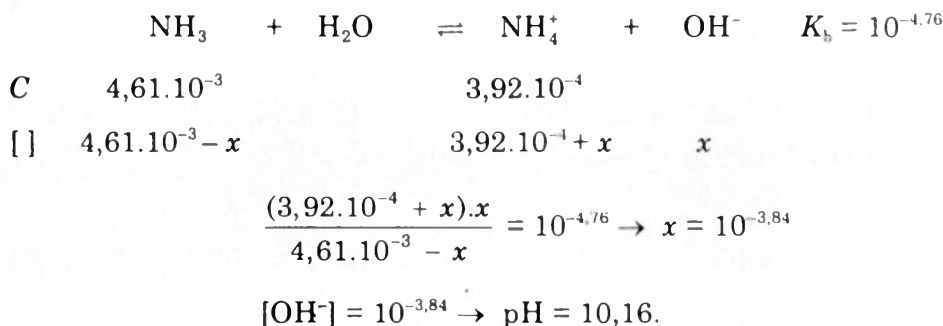 NH₃ + H₂O ⇌ NH₄⁺ + OH⁻ K_b = 10^{-4.76}
C 4,61.10⁻³ 3,92.10⁻⁴
[ ] 4,61.10⁻³ – x 3,92.10⁻⁴ + x x
\frac{(3,92.10^{-4} + x).x}{4,61.10^{-3} - x} = 10^{-4.76} → x = 10^{-3,84}
[OH⁻] = 10^{-3,84} → pH = 10,16.